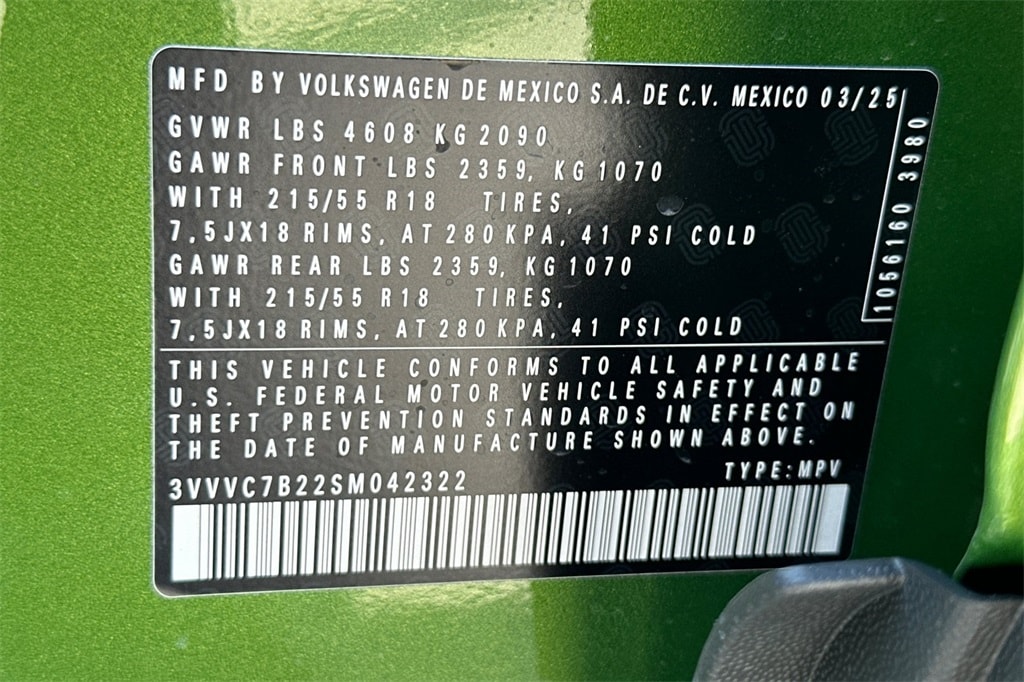 MFD BY VOLKSWAGEN DE MEXICO S.A. DE C.V. MEXICO 03/25
GVWR LBS 4608 KG 2090
GAWR FRONT LBS 2359, KG 1070
WITH 215/55 R18 TIRES,
7,5JX18 RIMS, AT 280 KPA, 41 PSI COLD
GAWR REAR LBS 2359, KG 1070
WITH 215/55 R18 TIRES,
7,5JX18 RIMS, AT 280 KPA, 41 PSI COLD
1056160 3980
THIS VEHICLE CONFORMS TO ALL APPLICABLE
U.S. FEDERAL MOTOR VEHICLE SAFETY AND
THEFT PREVENTION STANDARDS IN EFFECT ON
THE DATE OF MANUFACTURE SHOWN ABOVE.
3VVVC7B22SM042322 TYPE: MPV